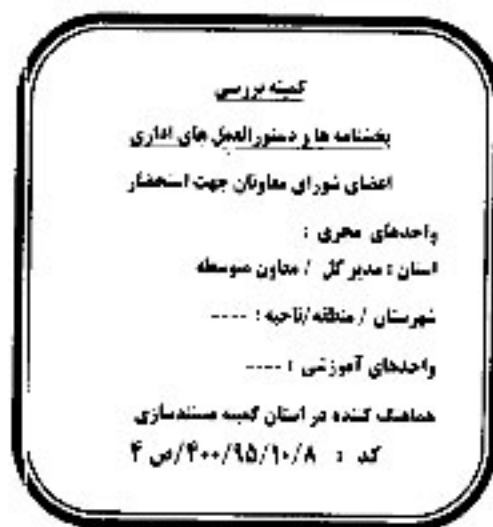 کمیته بررسی
بخشنامه ها و دستورالعمل های اداری
اعضای شورای معاونان جهت استحضار
واحدهای مجری :
استان : مدیر کل / معاون متوسطه
شهرستان / منطقه/ناحیه : ----
واحدهای آموزشی : ----
هماهنگ کننده در استان کمیته مستندسازی
کد : ۴۰۰/۹۵/۱۰/۸/ص ۴